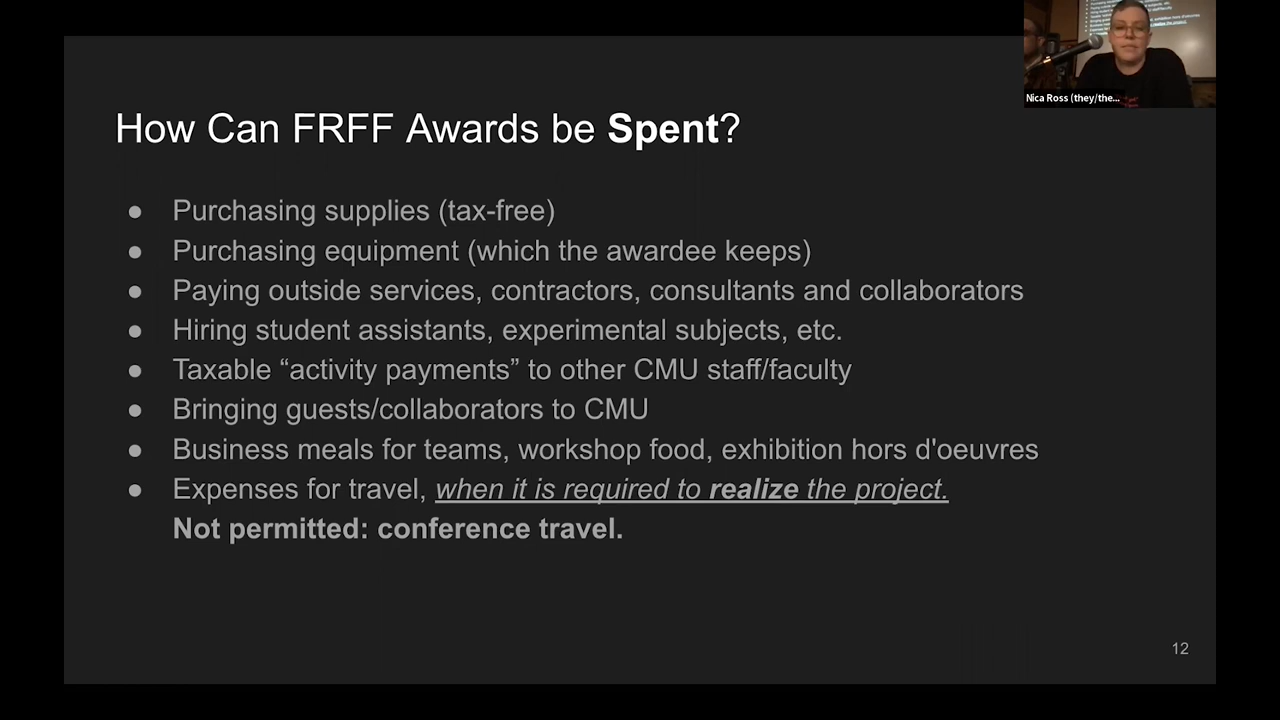 How Can FRFF Awards be Spent?
● Purchasing supplies (tax-free)
● Purchasing equipment (which the awardee keeps)
● Paying outside services, contractors, consultants and collaborators
● Hiring student assistants, experimental subjects, etc.
● Taxable “activity payments” to other CMU staff/faculty
● Bringing guests/collaborators to CMU
● Business meals for teams, workshop food, exhibition hors d'oeuvres
● Expenses for travel, when it is required to realize the project.
Not permitted: conference travel.
12
Nica Ross (they/the...